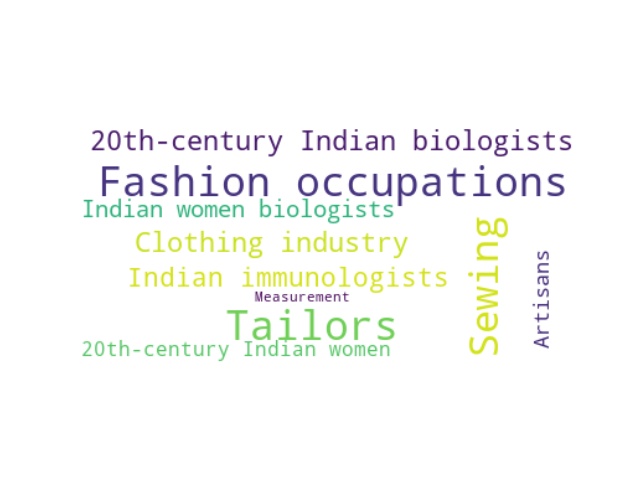 20th-century Indian biologists
Fashion occupations
Indian women biologists
Clothing industry
Indian immunologists
Measurement
Tailors
20th-century Indian women
Sewing
Artisans